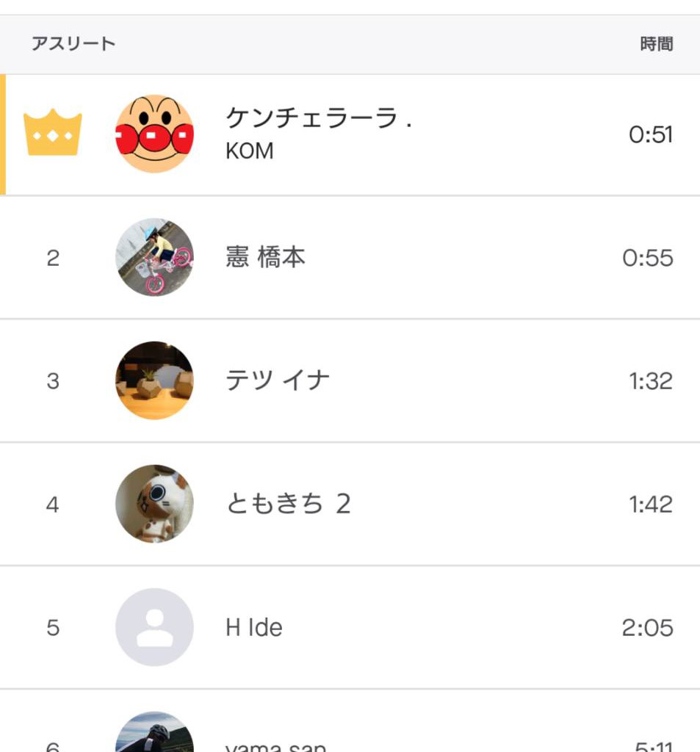 アスリート 時間
ケンチェラーラ . 0:51
KOM
2 憲 橋本 0:55
3 テツ イナ 1:32
4 ともきち 2 1:42
5 H Ide 2:05
6 yama san 5:11